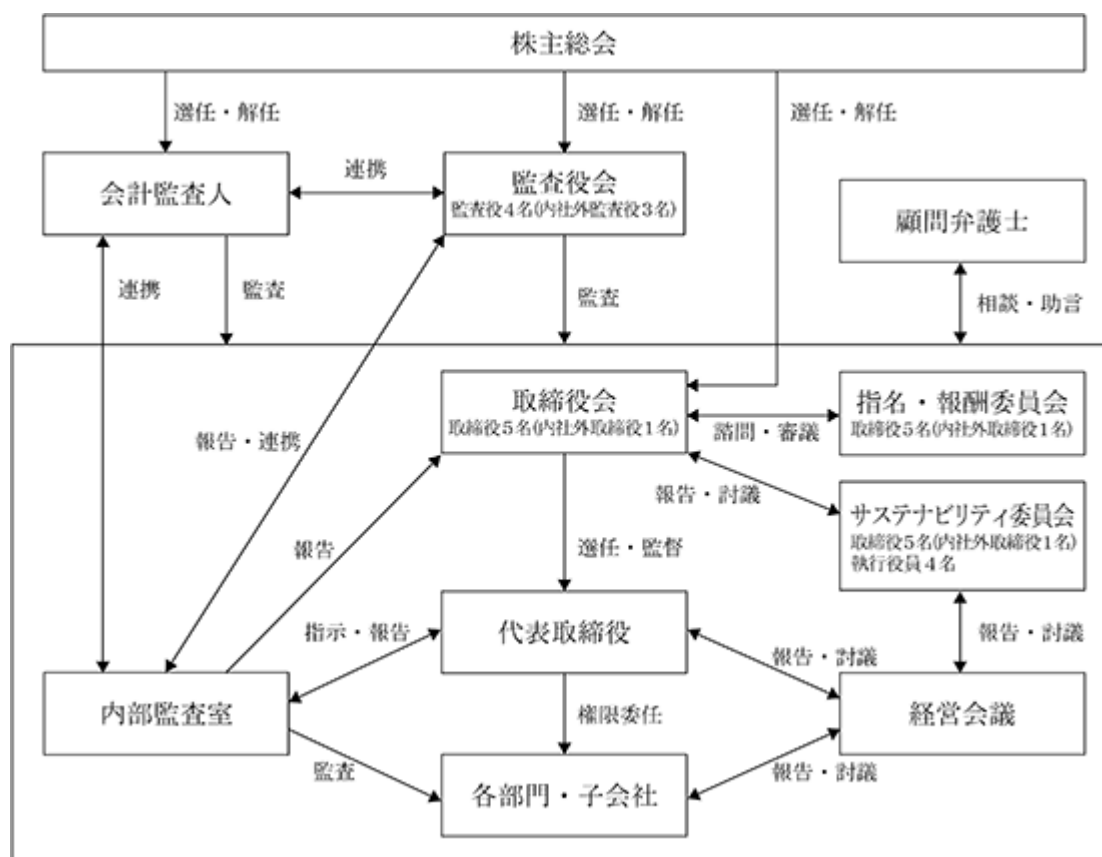 株主総会
選任・解任
選任・解任
選任・解任
会計監査人
連携
監査役会
監査役4名(内社外監査役3名)
顧問弁護士
連携
監査
監査
相談・助言
取締役会
取締役5名(内社外取締役1名)
諮問・審議
指名・報酬委員会
取締役5名(内社外取締役1名)
報告・連携
報告・討議
サステナビリティ委員会
取締役5名(内社外取締役1名)
執行役員4名
報告
選任・監督
指示・報告
代表取締役
報告・討議
報告・討議
内部監査室
権限委任
経営会議
監査
各部門・子会社
報告・討議